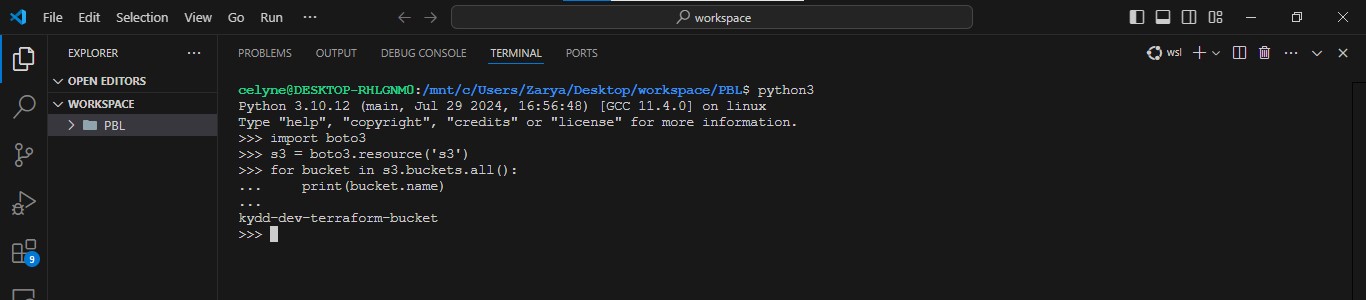 File Edit Selection View Go Run ··· workspace
EXPLORER ···
OPEN EDITORS
WORKSPACE
PBL
9
PROBLEMS OUTPUT DEBUG CONSOLE TERMINAL PORTS wsl ···
celyne@DESKTOP-RHLGNM0:/mnt/c/Users/Zarya/Desktop/workspace/PBL$ python3
Python 3.10.12 (main, Jul 29 2024, 16:56:48) [GCC 11.4.0] on linux
Type "help", "copyright", "credits" or "license" for more information.
>>> import boto3
>>> s3 = boto3.resource('s3')
>>> for bucket in s3.buckets.all():
...     print(bucket.name)
...
kydd-dev-terraform-bucket
>>>